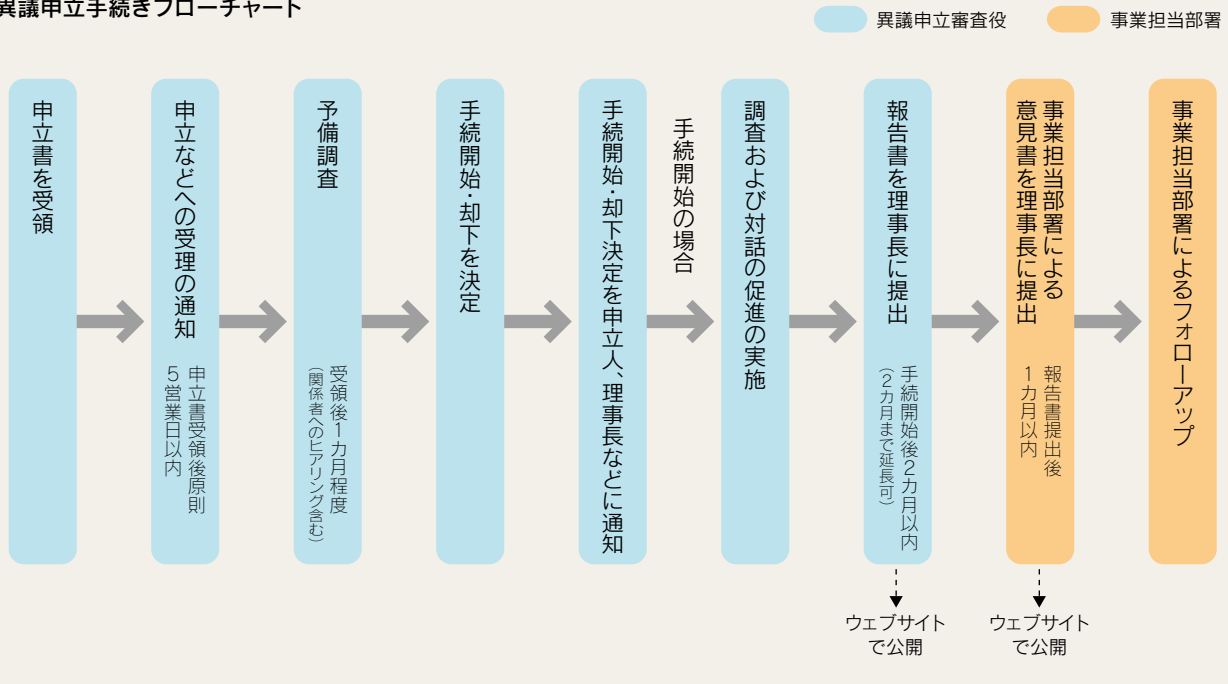 異議申立手続きフローチャート
異議申立審査役
事業担当部署
申立書を受領
申立などへの受理の通知
申立書受領後原則
5営業日以内
予備調査
受領後1カ月程度
(関係者へのヒアリング含む)
手続開始・却下を決定
手続開始・却下決定を申立人、理事長などに通知
手続開始の場合
調査および対話の促進の実施
報告書を理事長に提出
手続開始後2カ月以内
(2カ月まで延長可)
ウェブサイト
で公開
事業担当部署による
意見書を理事長に提出
報告書提出後
1カ月以内
ウェブサイト
で公開
事業担当部署によるフォローアップ